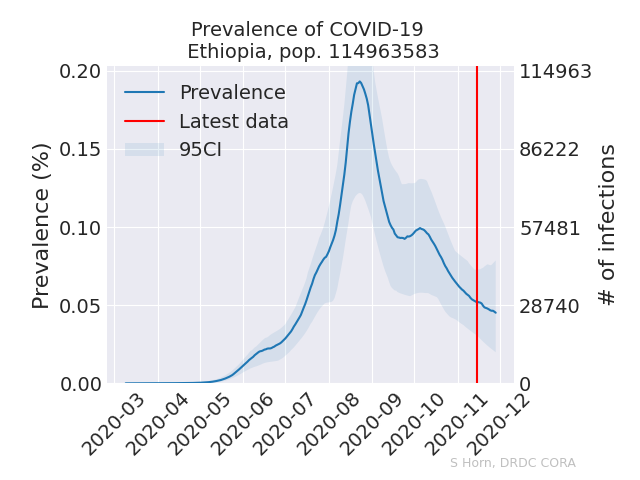 Prevalence of COVID-19
Ethiopia, pop. 114963583
0.20
0.15
0.10
0.05
0.00
Prevalence (%)
Prevalence
Latest data
95CI
114963
86222
57481
28740
0
# of infections
2020-03
2020-04
2020-05
2020-06
2020-07
2020-08
2020-09
2020-10
2020-11
2020-12
S Horn, DRDC CORA